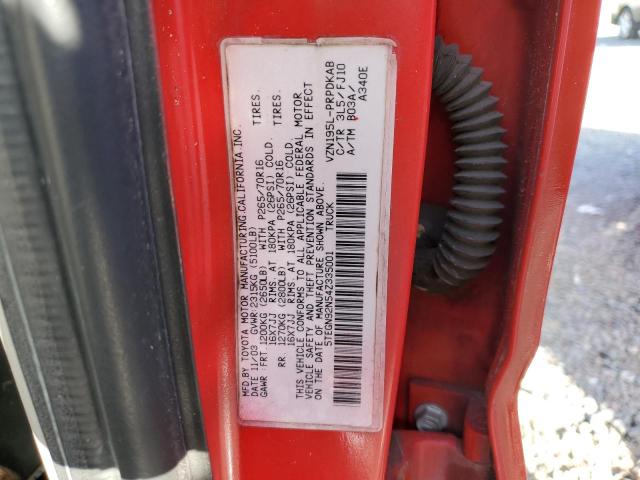 MFD.BY TOYOTA MOTOR MANUFACTURING,CALIFORNIA INC.
DATE 11/03 GVWR 2315KG (5100LB)
GAWR FRT 1200KG (2650LB) WITH P265/70R16 TIRES,
16X7JJ RIMS, AT 180KPA (26PSI) COLD.
RR 1270KG (2800LB) WITH P265/70R16 TIRES,
16X7JJ RIMS, AT 180KPA (26PSI) COLD.
THIS VEHICLE CONFORMS TO ALL APPLICABLE FEDERAL MOTOR
VEHICLE SAFETY AND THEFT PREVENTION STANDARDS IN EFFECT
ON THE DATE OF MANUFACTURE SHOWN ABOVE.
5TEGN92N54Z335001 TRUCK
VZN195L-PRPDKAB
C/TR 3L5/FJ10
A/TM B03A/
A340E